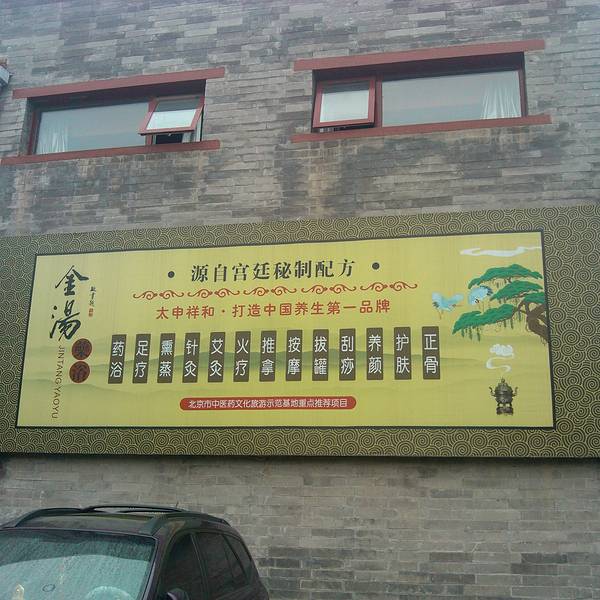 金湯
藥浴
JINTANGYAOYU
源自宫廷秘制配方
太申祥和·打造中国养生第一品牌
药浴 足疗 熏蒸 针灸 艾灸 火疗 推拿 按摩 拔罐 刮痧 养颜 护肤 正骨
北京市中医药文化旅游示范基地重点推荐项目